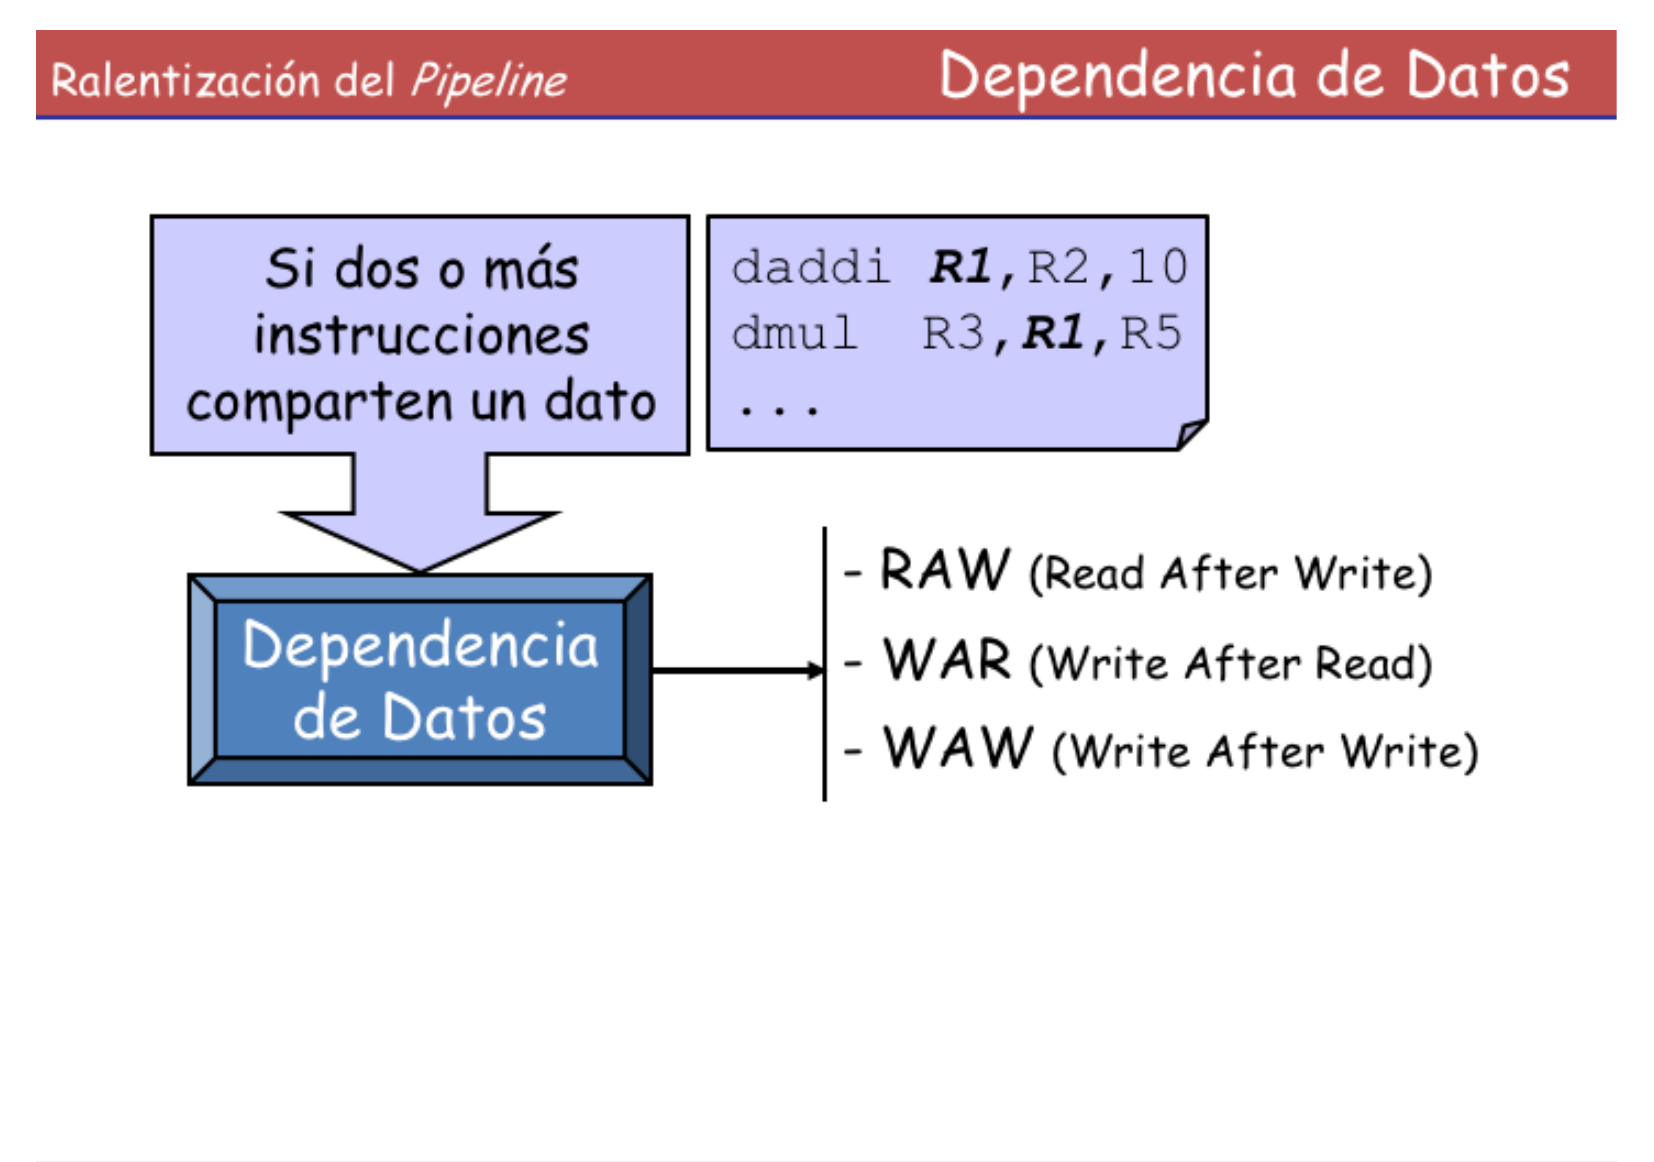 Ralentización del Pipeline
Dependencia de Datos
Si dos o más
instrucciones
comparten un dato
daddi R1,R2,10
dmul R3,R1,R5
...
Dependencia
de Datos
- RAW (Read After Write)
- WAR (Write After Read)
- WAW (Write After Write)